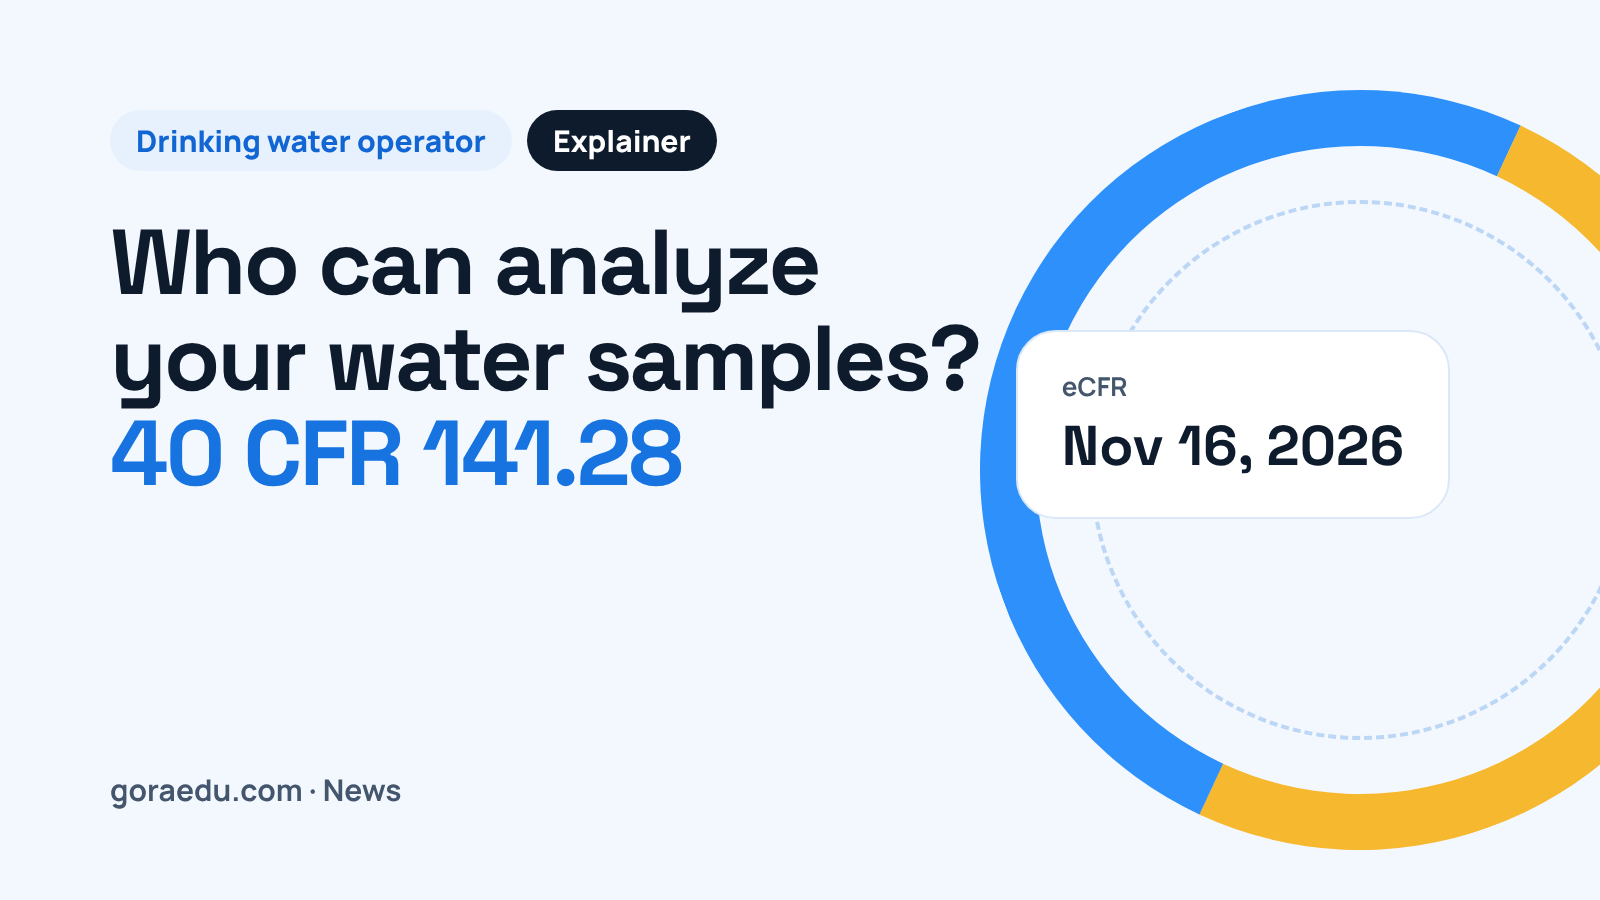 Drinking water operator
Explainer
Who can analyze
your water samples?
40 CFR 141.28
eCFR
Nov 16, 2026
goraedu.com · News